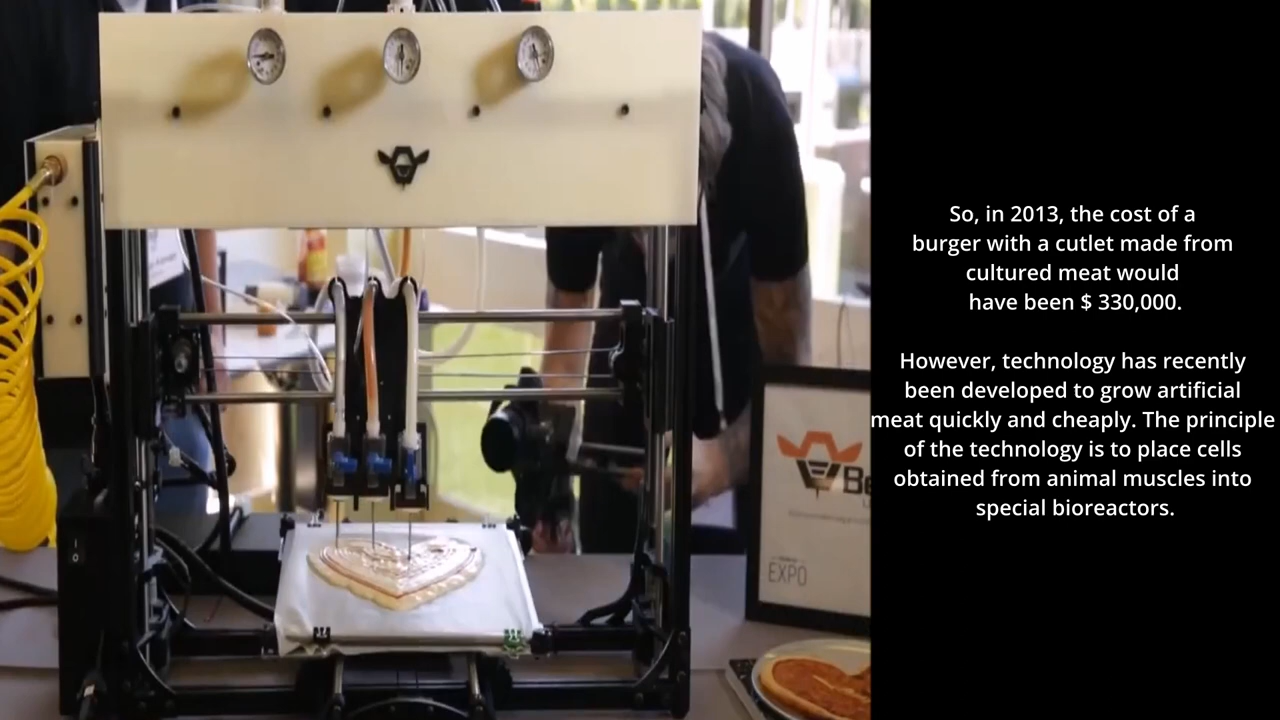 So, in 2013, the cost of a
burger with a cutlet made from
cultured meat would
have been $ 330,000.
However, technology has recently
been developed to grow artificial
meat quickly and cheaply. The principle
of the technology is to place cells
obtained from animal muscles into
special bioreactors.
Be
EXPO